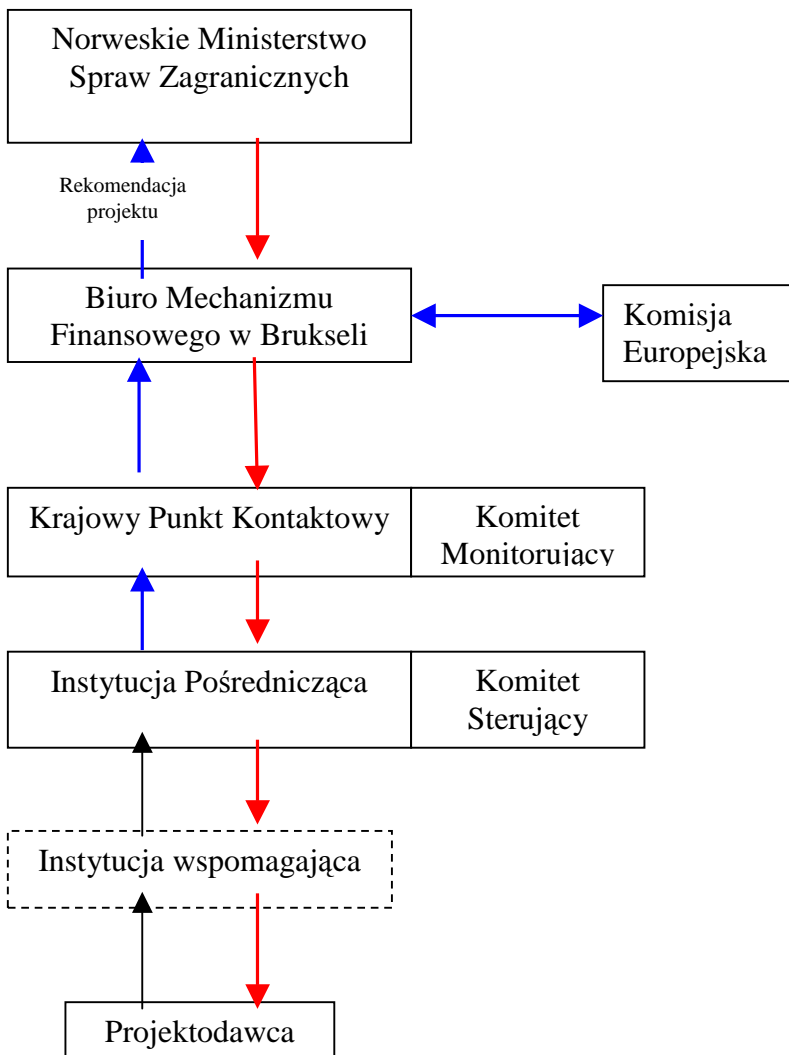 Norweskie Ministerstwo
Spraw Zagranicznych
Rekomendacja
projektu
Biuro Mechanizmu
Finansowego w Brukseli
Komisja
Europejska
Krajowy Punkt Kontaktowy
Komitet
Monitorujący
Instytucja Pośrednicząca
Komitet
Sterujący
Instytucja wspomagająca
Projektodawca